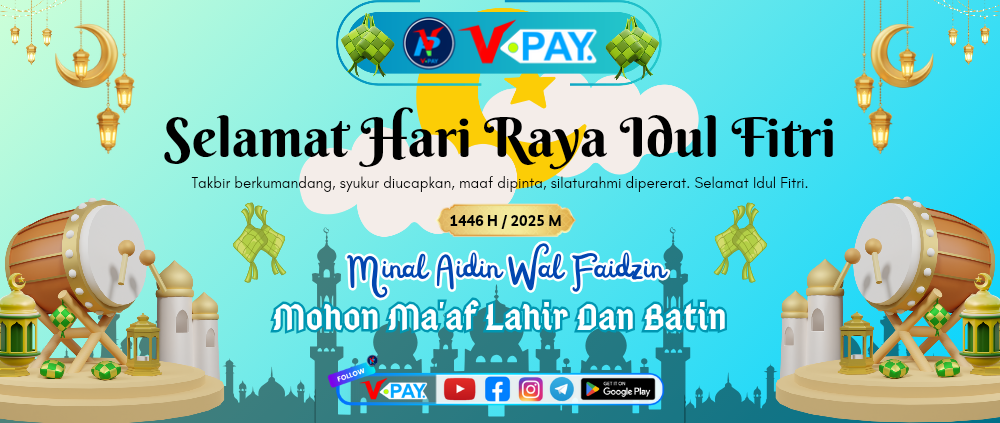 V-PAY
V•PAY.
Selamat Hari Raya Idul Fitri
Takbir berkumandang, syukur diucapkan, maaf dipinta, silaturahmi dipererat. Selamat Idul Fitri.
1446 H / 2025 M
Minal Aidin Wal Faidzin
Mohon Ma'af Lahir Dan Batin
FOLLOW
V•PAY.
GET IT ON
Google Play